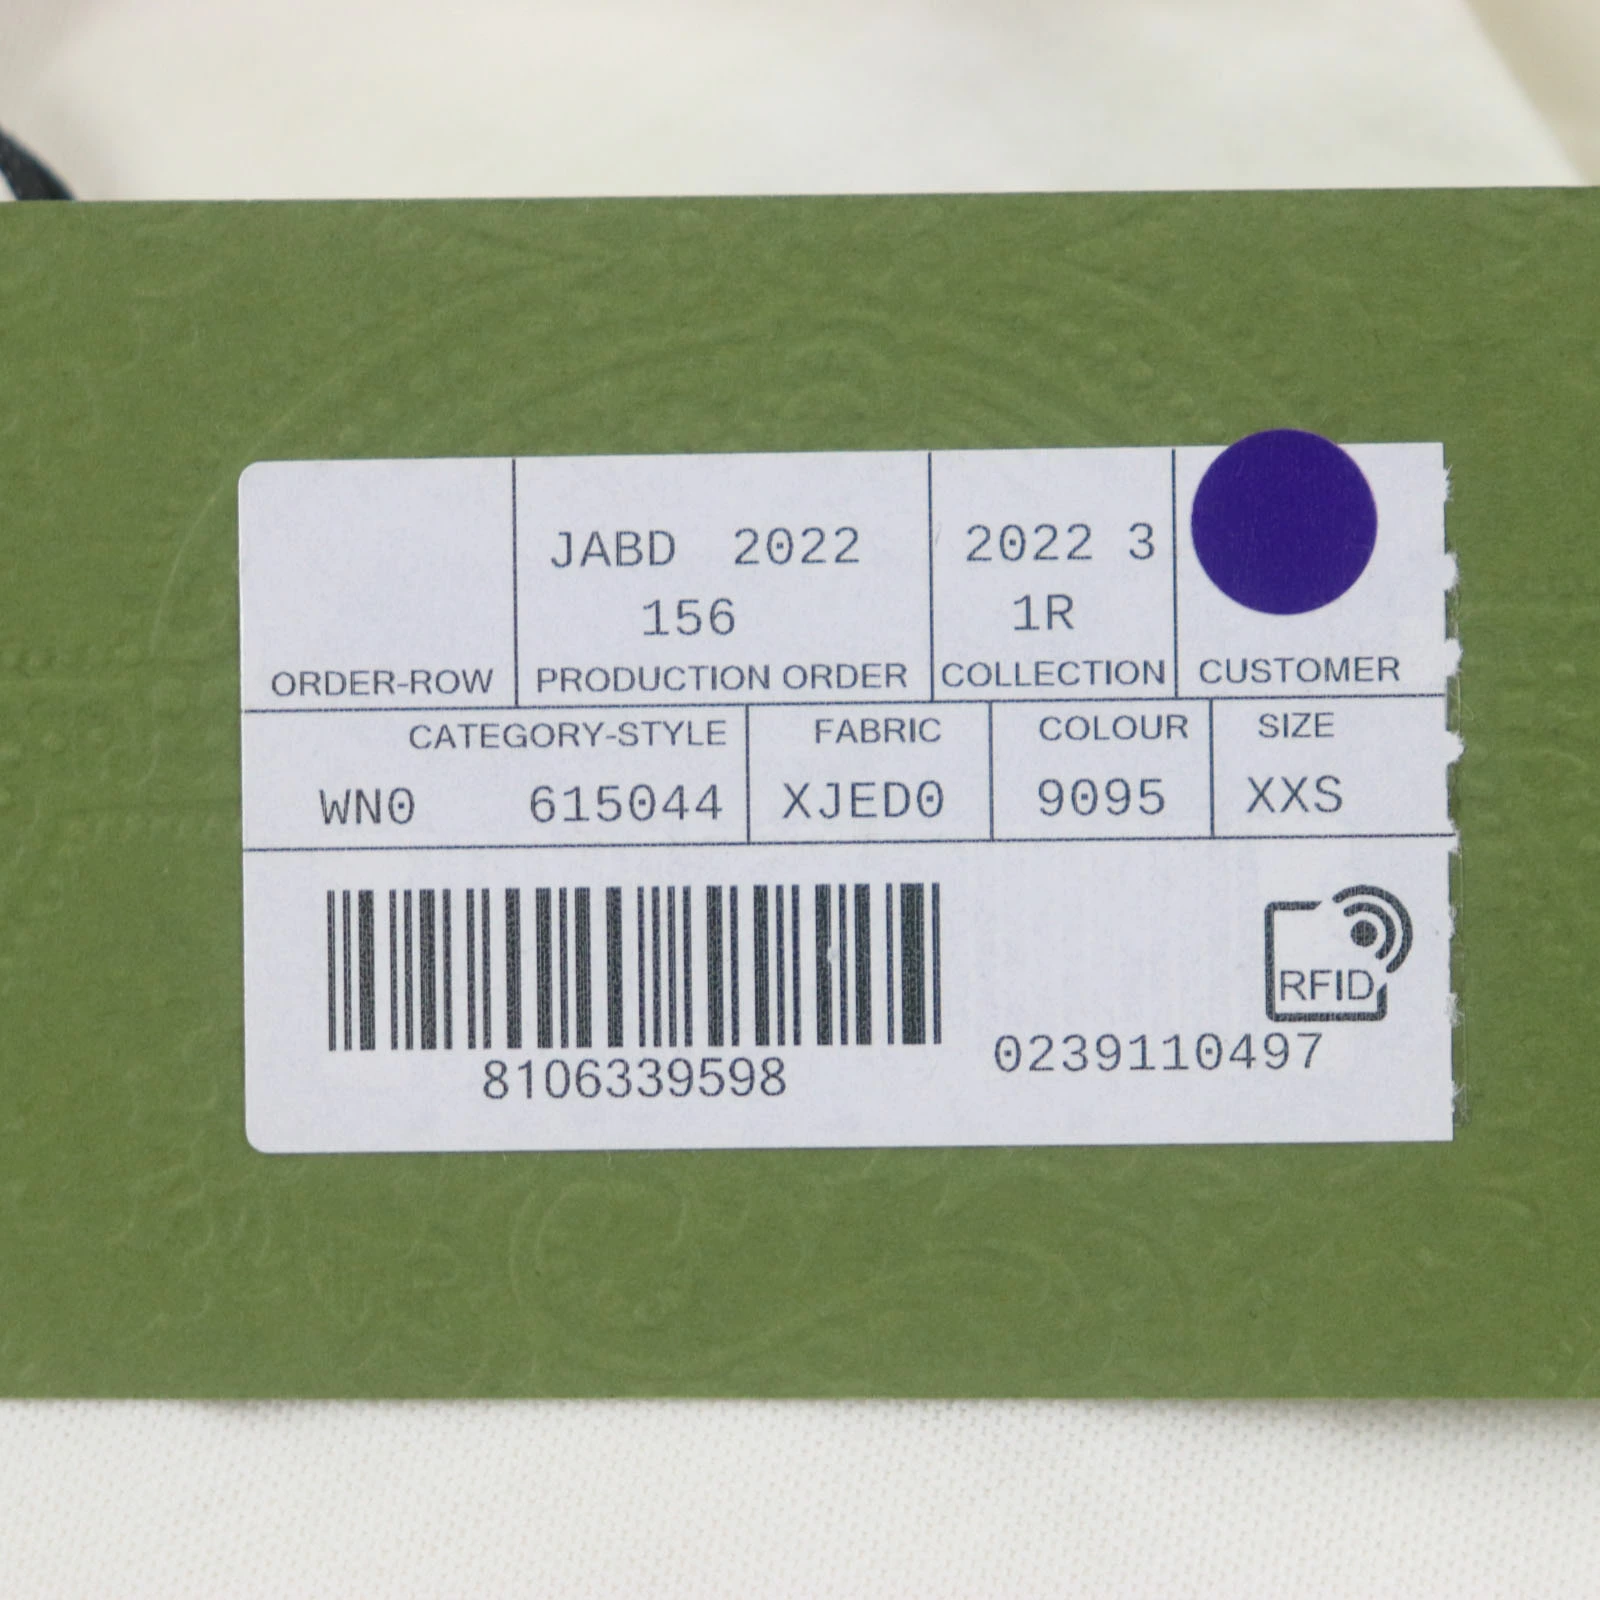 JABD 2022 2022 3
156 1R
ORDER-ROW PRODUCTION ORDER COLLECTION CUSTOMER
CATEGORY-STYLE FABRIC COLOUR SIZE
WN0 615044 XJED0 9095 XXS
RFID
8106339598 0239110497